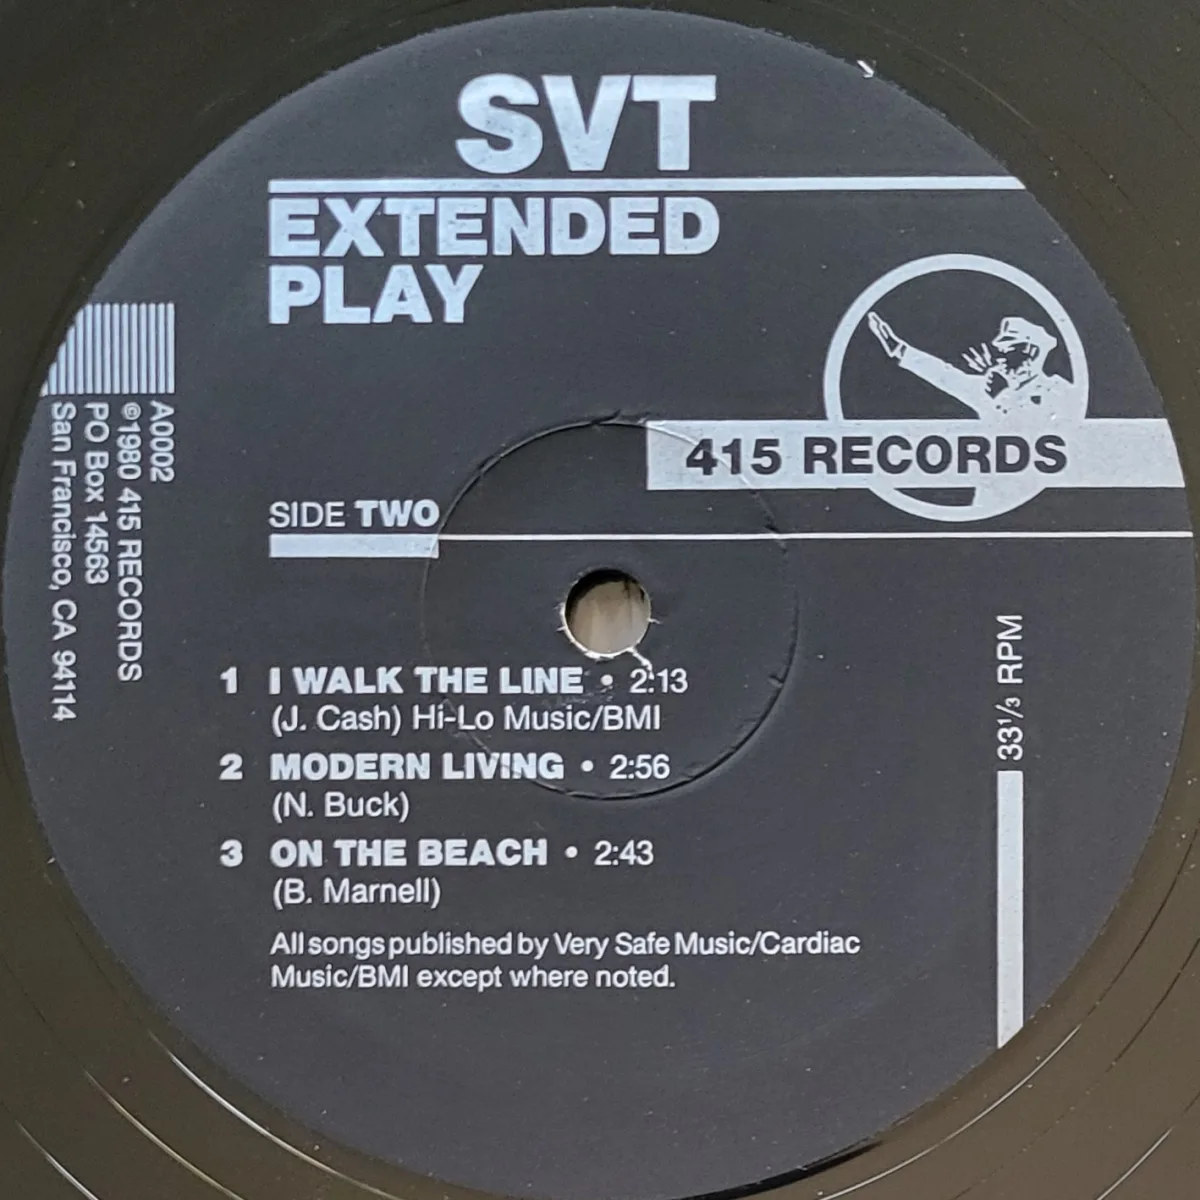 SVT
EXTENDED
PLAY
415 RECORDS
A0002
©1980 415 RECORDS
PO Box 14563
San Francisco, CA 94114
SIDE TWO
33⅓ RPM
1 I WALK THE LINE • 2:13
(J. Cash) Hi-Lo Music/BMI
2 MODERN LIVING • 2:56
(N. Buck)
3 ON THE BEACH • 2:43
(B. Marnell)
All songs published by Very Safe Music/Cardiac
Music/BMI except where noted.